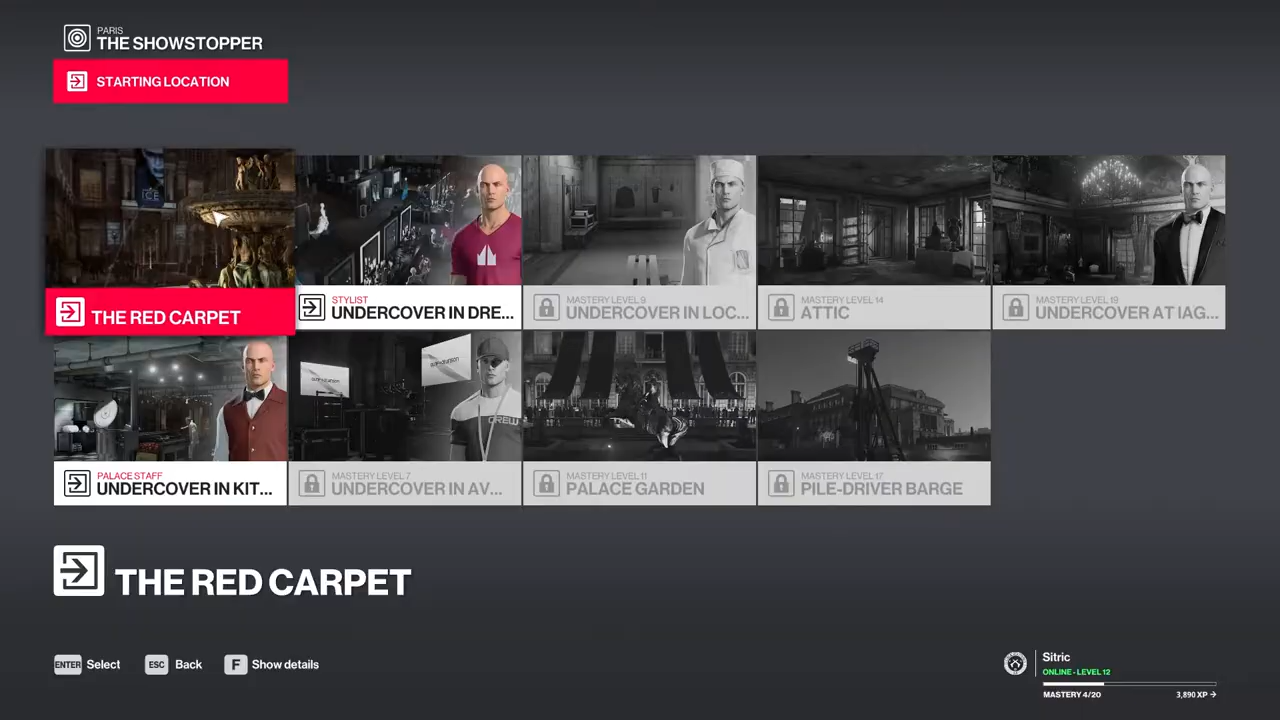 PARIS
THE SHOWSTOPPER
STARTING LOCATION
ICE
THE RED CARPET
STYLIST
UNDERCOVER IN DRE...
MASTERY LEVEL 9
UNDERCOVER IN LOC...
MASTERY LEVEL 14
ATTIC
MASTERY LEVEL 19
UNDERCOVER AT IAG...
PALACE STAFF
UNDERCOVER IN KIT...
CREW
MASTERY LEVEL 7
UNDERCOVER IN AV...
MASTERY LEVEL 11
PALACE GARDEN
MASTERY LEVEL 17
PILE-DRIVER BARGE
THE RED CARPET
ENTER Select
ESC Back
F Show details
Sitric
ONLINE - LEVEL 12
MASTERY 4/20
3,890 XP